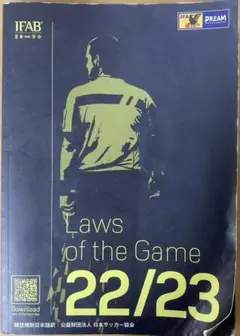 IFAB
DREAM
Laws
of the Game
22/23
Download
競技規則日本語訳 : 公益財団法人 日本サッカー協会